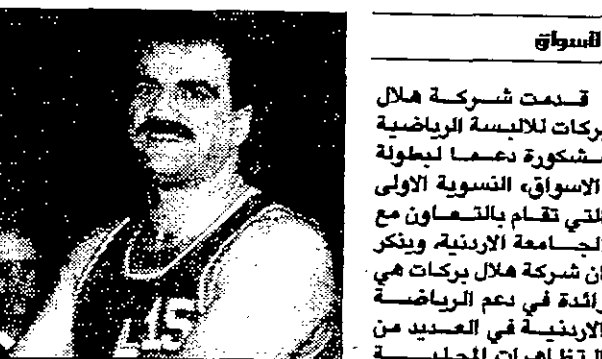 لاسواق
قدمت شركة هلال
بركات للالبسة الرياضية
مشكورة دعما لبطولة
الاسواق، النسوية الاولى
التي تقام بالتعاون مع
الجامعة الاردنية، ويذكر
ان شركة هلال بركات هي
رائدة في دعم الرياضة
الاردنية في العديد من